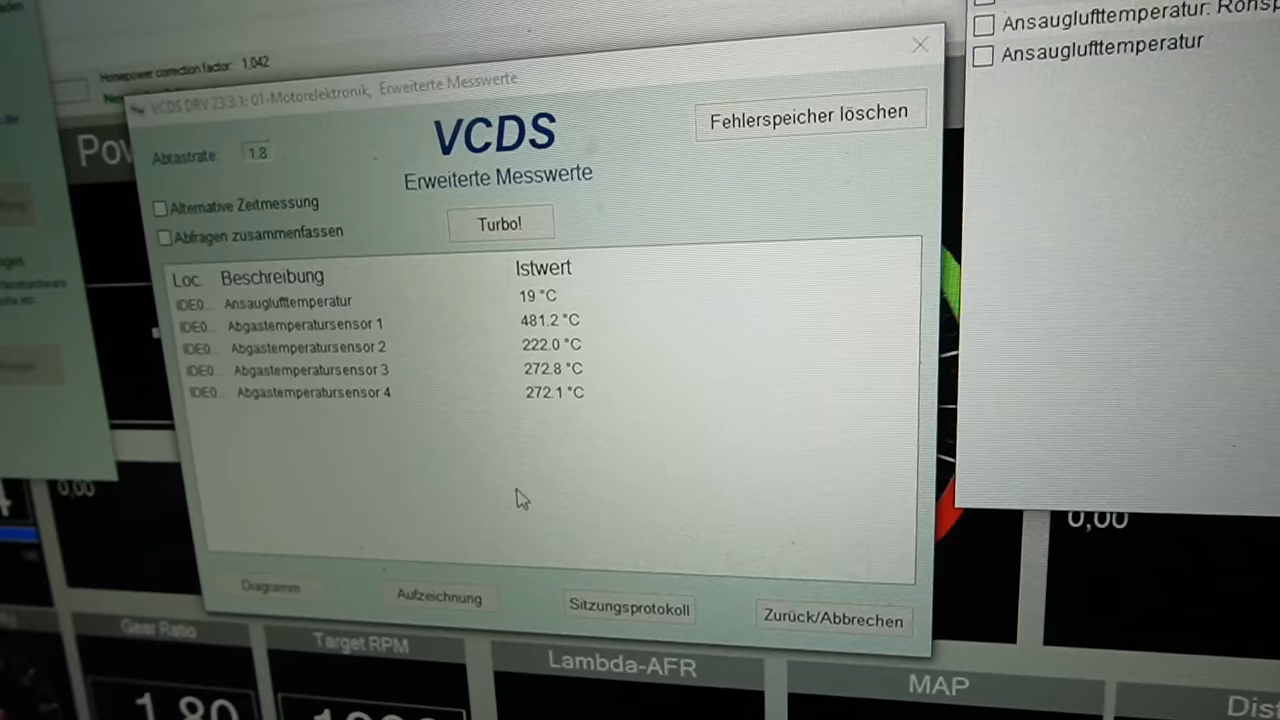 Horsepower correction factor: 1,042
VCDS DRV 23.3.1: 01-Motorelektronik, Erweiterte Messwerte
Abtastrate: 1.8
VCDS
Erweiterte Messwerte
Fehlerspeicher löschen
Alternative Zeitmessung
Abfragen zusammenfassen
Turbo!
Loc. Beschreibung Istwert
IDE0... Ansauglufttemperatur 19 °C
IDE0... Abgastemperatursensor 1 481.2 °C
IDE0... Abgastemperatursensor 2 222.0 °C
IDE0... Abgastemperatursensor 3 272.8 °C
IDE0... Abgastemperatursensor 4 272.1 °C
Diagramm
Aufzeichnung
Sitzungsprotokoll
Zurück/Abbrechen
Ansauglufttemperatur:
Ansauglufttemperatur
0,00
0,00
Gear Ratio
Target RPM
Lambda-AFR
MAP
1.80